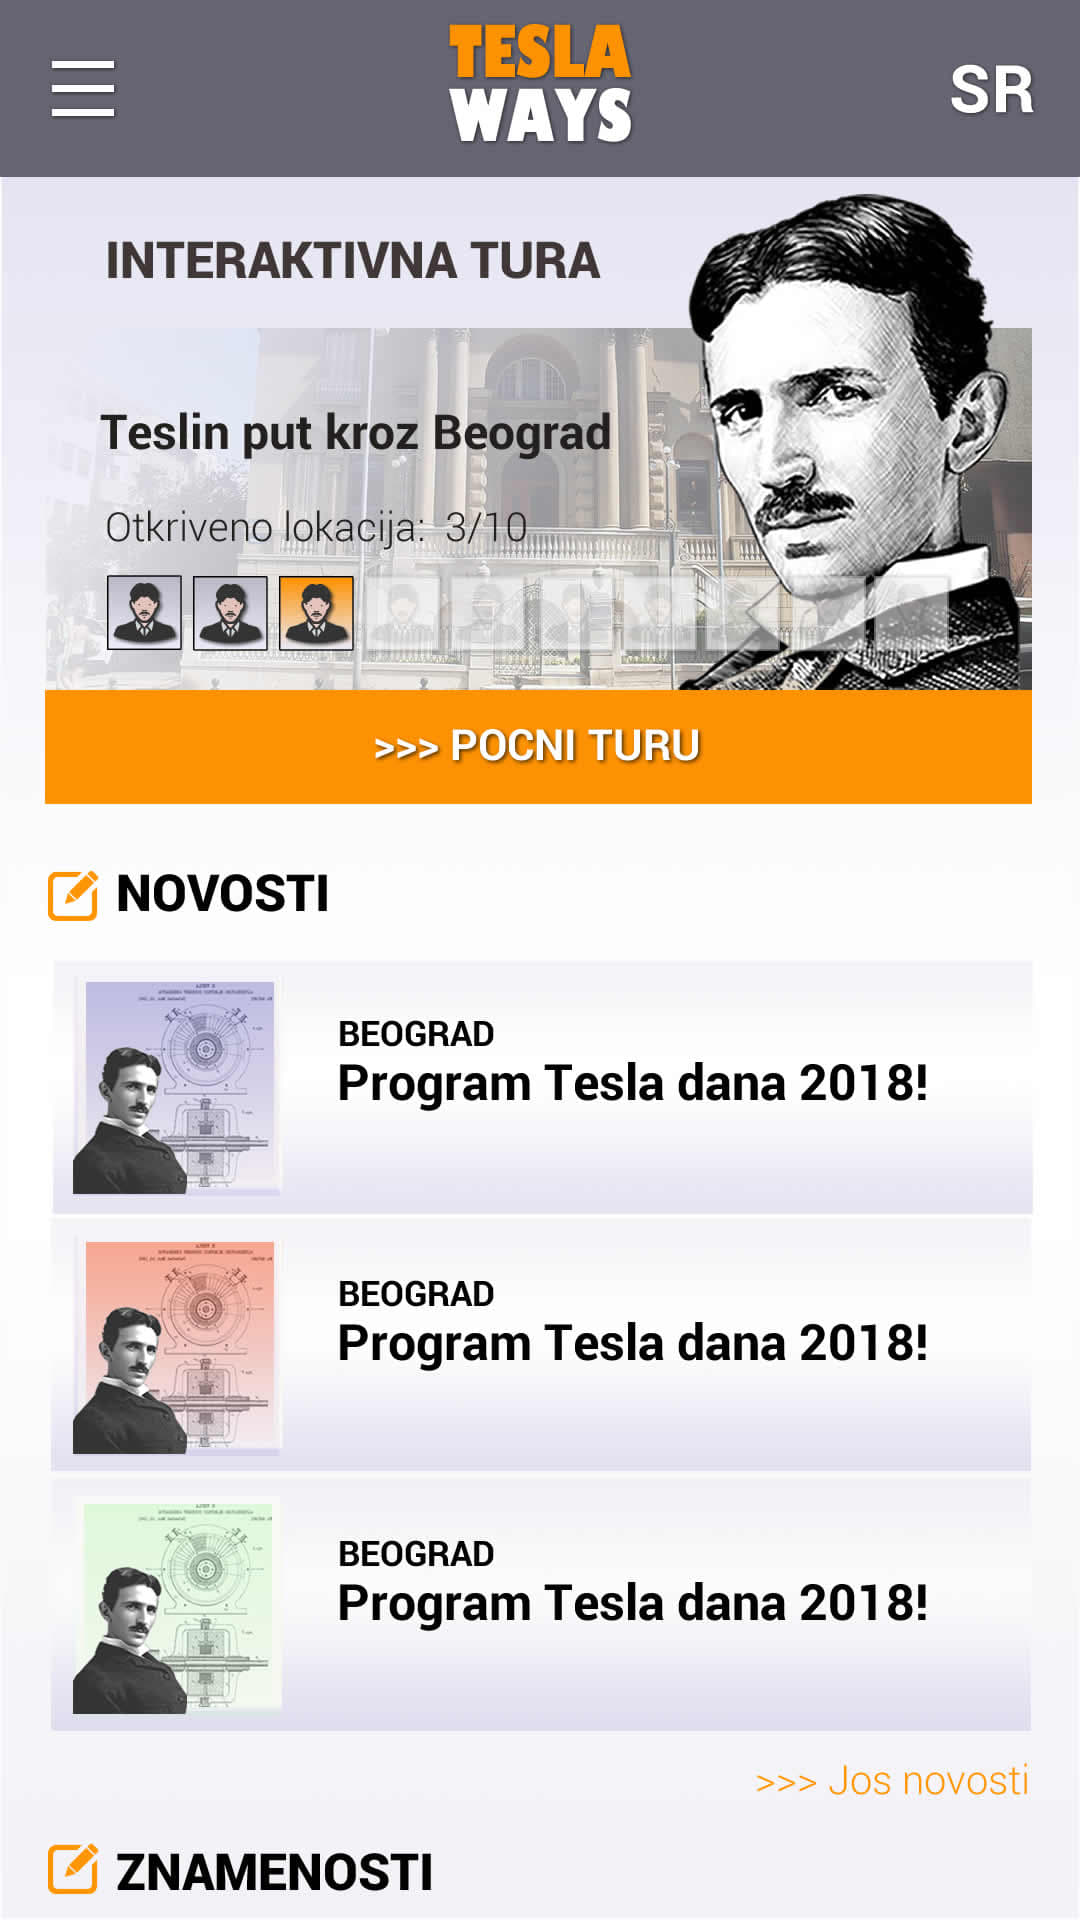 TESLA
WAYS
SR
INTERAKTIVNA TURA
Teslin put kroz Beograd
Otkriveno lokacija: 3/10
>>> POCNI TURU
NOVOSTI
BEOGRAD
Program Tesla dana 2018!
BEOGRAD
Program Tesla dana 2018!
BEOGRAD
Program Tesla dana 2018!
>>> Jos novosti
ZNAMENOSTI